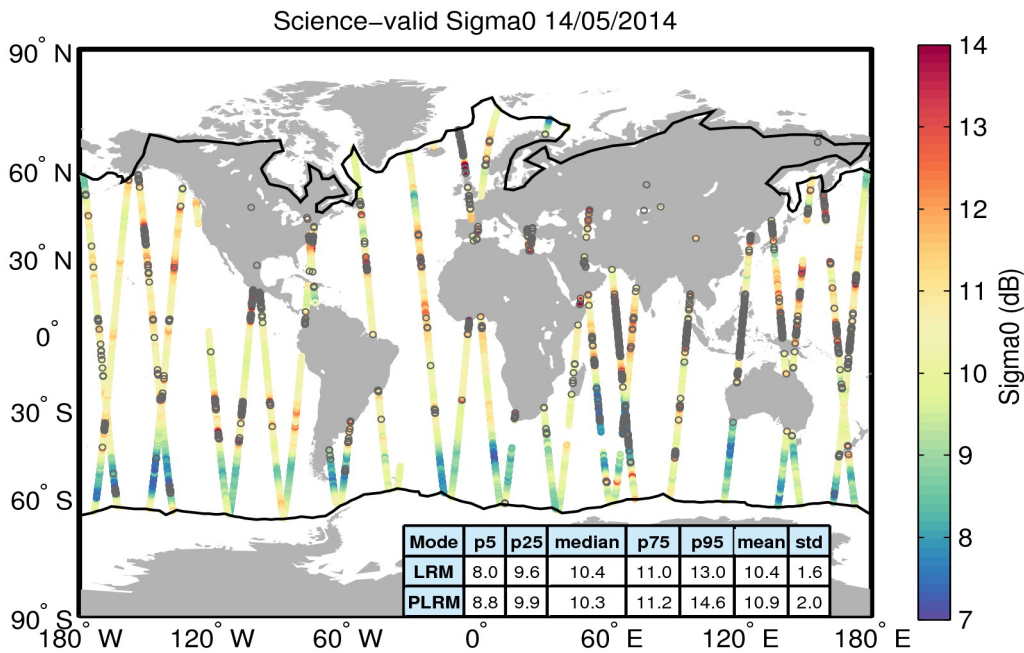 Science−valid Sigma0 14/05/2014
90° N
60° N
30° N
0°
30° S
60° S
90° S
180° W
120° W
60° W
0°
60° E
120° E
180° E
14
13
12
11
10
9
8
7
Sigma0 (dB)
Mode p5 p25 median p75 p95 mean std
LRM 8.0 9.6 10.4 11.0 13.0 10.4 1.6
PLRM 8.8 9.9 10.3 11.2 14.6 10.9 2.0